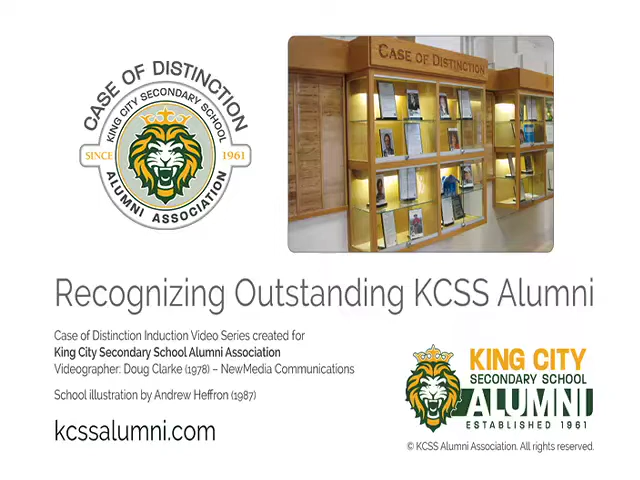 CASE OF DISTINCTION
KING CITY SECONDARY SCHOOL
SINCE 1961
ALUMNI ASSOCIATION
CASE OF DISTINCTION
Recognizing Outstanding KCSS Alumni
Case of Distinction Induction Video Series created for
King City Secondary School Alumni Association
Videographer: Doug Clarke (1978) – NewMedia Communications
School illustration by Andrew Heffron (1987)
kcssalumni.com
KING CITY
SECONDARY SCHOOL
ALUMNI
ESTABLISHED 1961
© KCSS Alumni Association. All rights reserved.